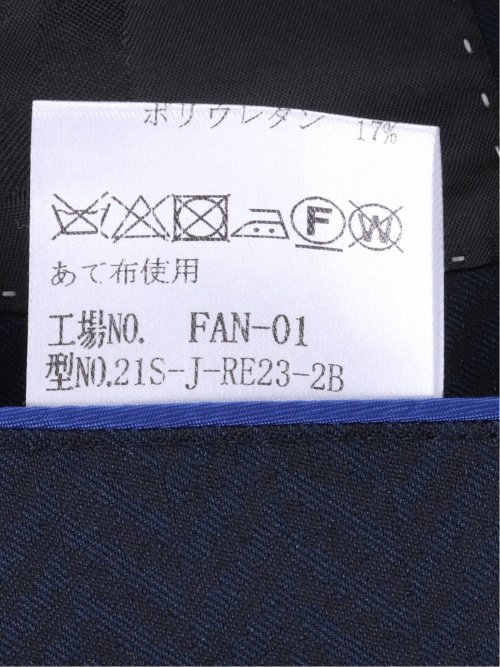 ポリウレタン 17%
F W
あて布使用
工場NO. FAN-01
型NO.21S-J-RE23-2B